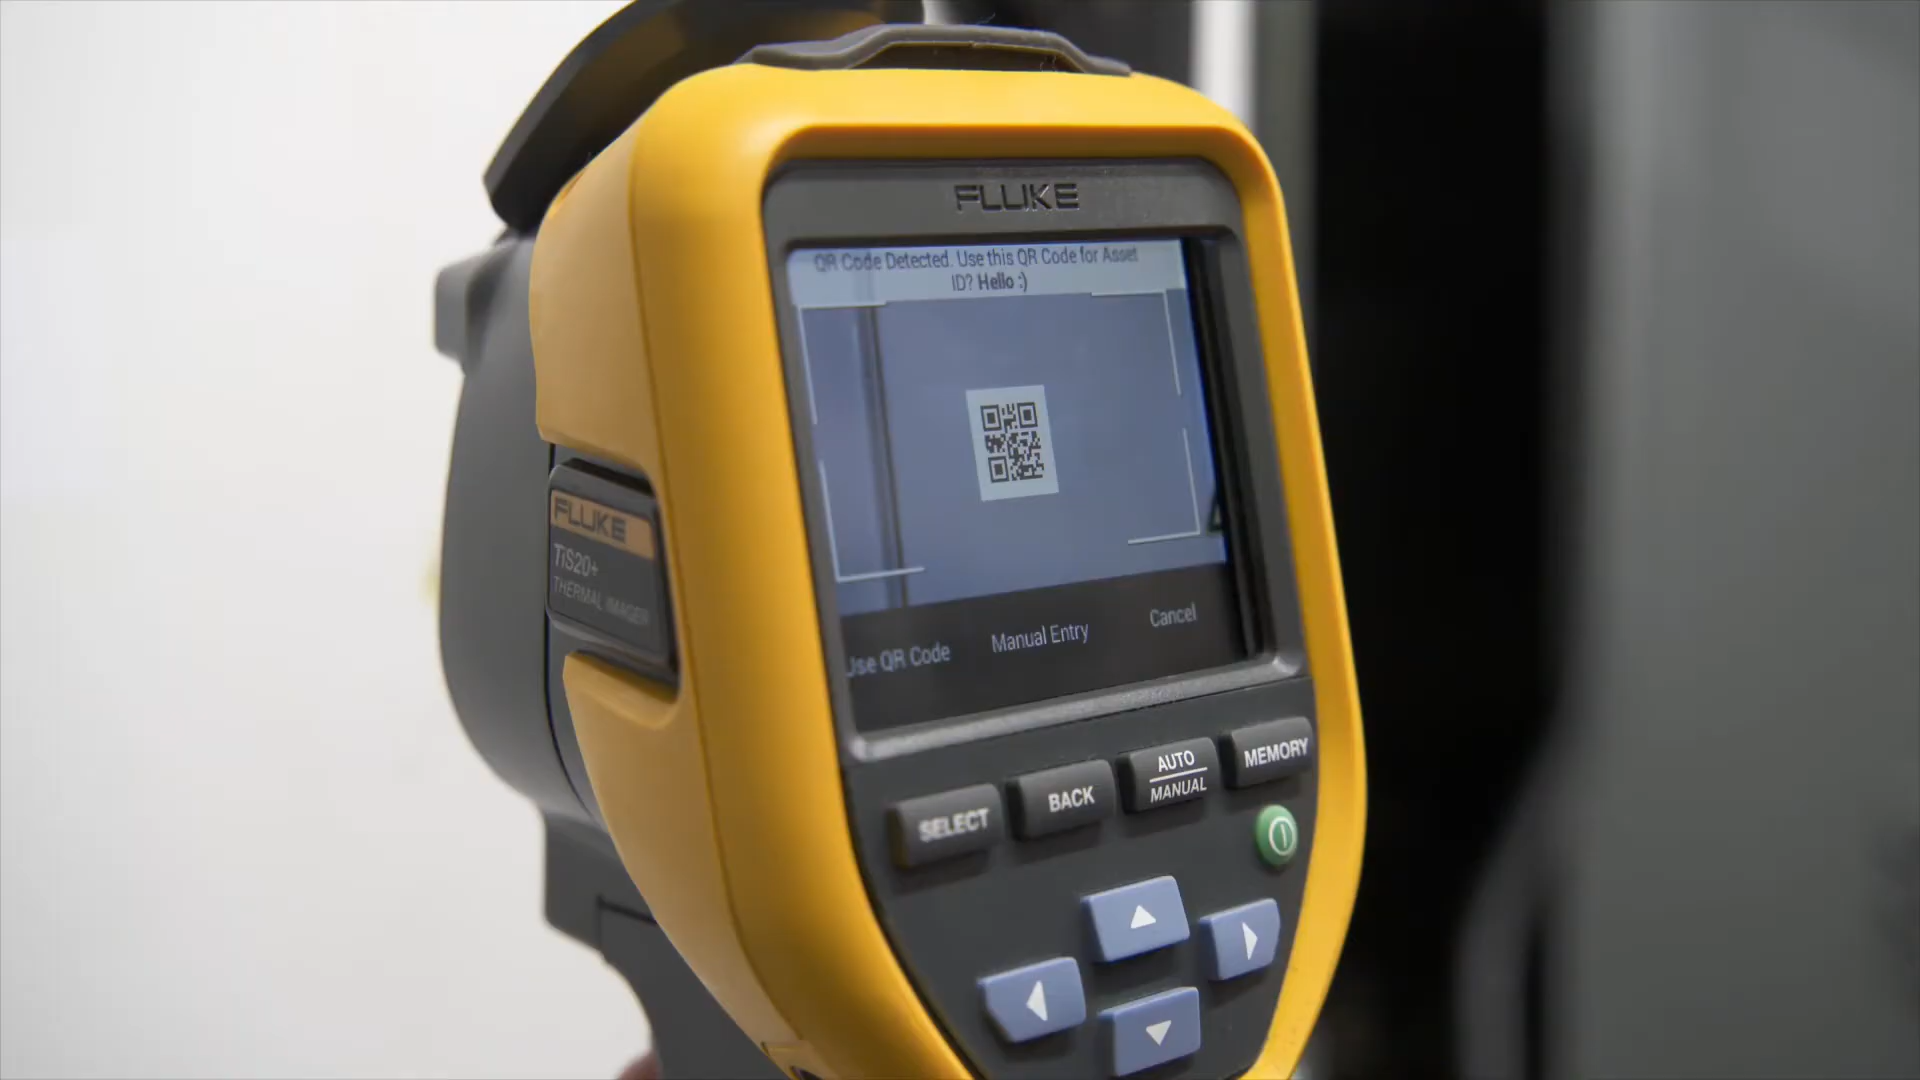 FLUKE
QR Code Detected. Use this QR Code for Asset
ID? Hello :)
Use QR Code
Manual Entry
Cancel
FLUKE
TiS20+
THERMAL IMAGER
SELECT
BACK
AUTO
MANUAL
MEMORY